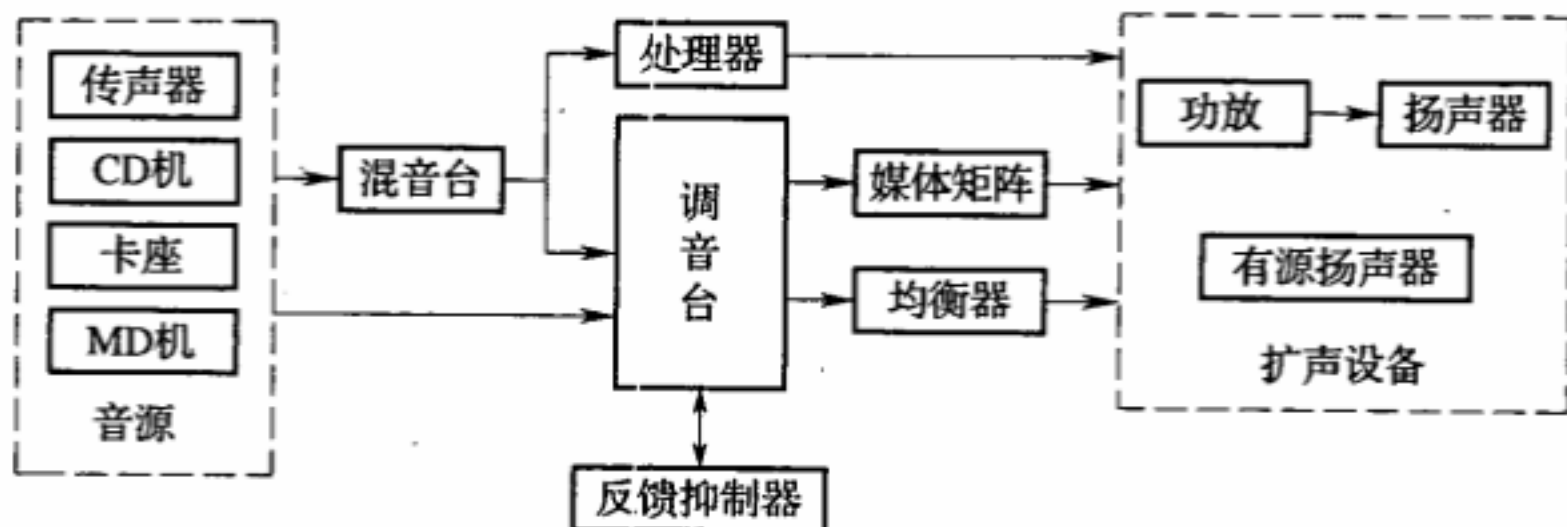 传声器
CD机
卡座
MD机
音源
混音台
处理器
调音台
反馈抑制器
媒体矩阵
均衡器
功放
扬声器
有源扬声器
扩声设备